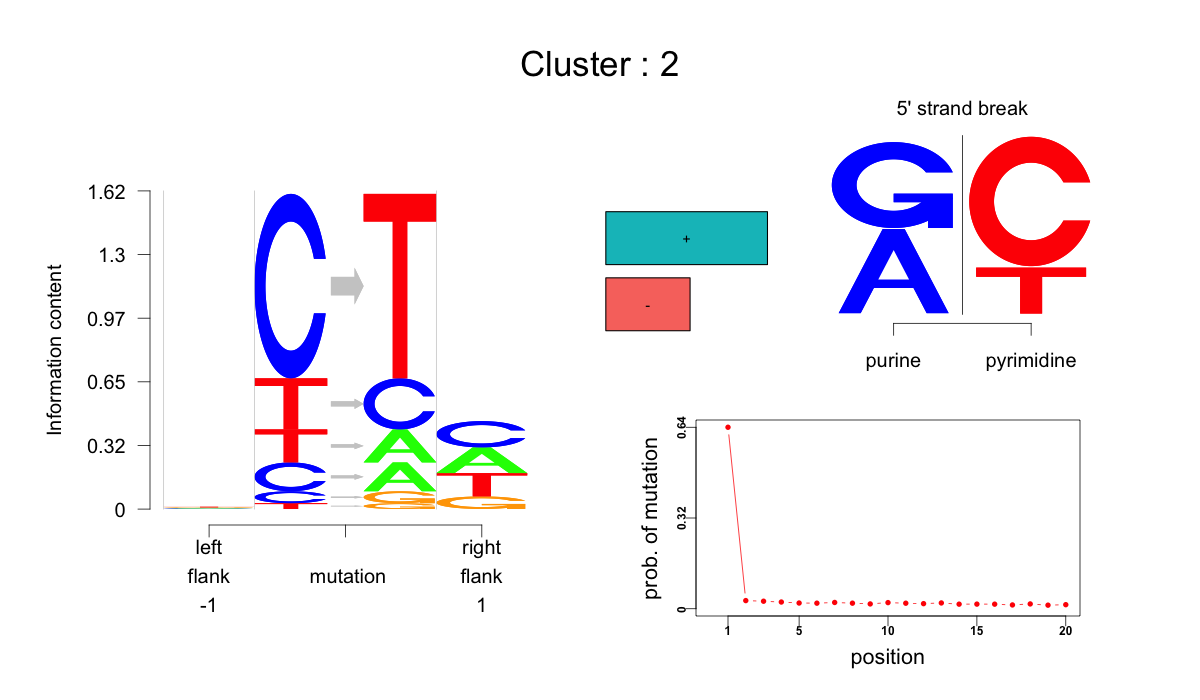 Cluster : 2
Information content
1.62
1.3
0.97
0.65
0.32
0
C T
T C
C A
C A
C G
T G
C
A
T
G
left flank -1
mutation
right flank 1
+
-
5' strand break
G C
A T
purine pyrimidine
prob. of mutation
0.64
0.32
0
1 5 10 15 20
position